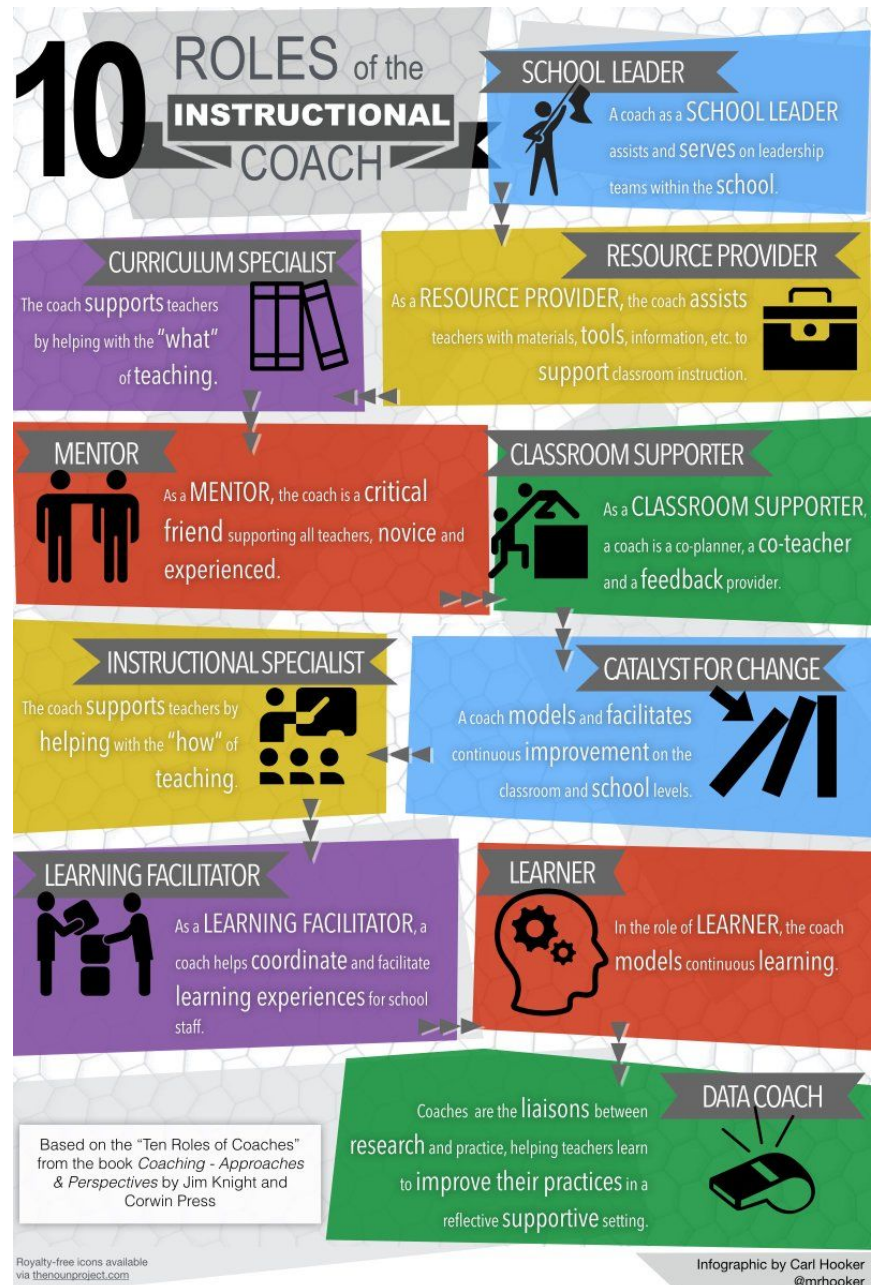 10
ROLES of the
INSTRUCTIONAL
COACH
SCHOOL LEADER
A coach as a SCHOOL LEADER
assists and serves on leadership
teams within the school.
RESOURCE PROVIDER
As a RESOURCE PROVIDER, the coach assists
teachers with materials, tools, information, etc. to
support classroom instruction.
CURRICULUM SPECIALIST
The coach supports teachers
by helping with the "what"
of teaching.
MENTOR
As a MENTOR, the coach is a critical
friend supporting all teachers, novice and
experienced.
CLASSROOM SUPPORTER
As a CLASSROOM SUPPORTER,
a coach is a co-planner, a co-teacher
and a feedback provider.
CATALYST FOR CHANGE
A coach models and facilitates
continuous improvement on the
classroom and school levels.
INSTRUCTIONAL SPECIALIST
The coach supports teachers by
helping with the "how" of
teaching.
LEARNING FACILITATOR
As a LEARNING FACILITATOR, a
coach helps coordinate and facilitate
learning experiences for school
staff.
LEARNER
In the role of LEARNER, the coach
models continuous learning.
DATA COACH
Coaches are the liaisons between
research and practice, helping teachers learn
to improve their practices in a
reflective supportive setting.
Based on the “Ten Roles of Coaches”
from the book Coaching - Approaches
& Perspectives by Jim Knight and
Corwin Press
Royalty-free icons available
via thenounproject.com
Infographic by Carl Hooker
@mrhooker